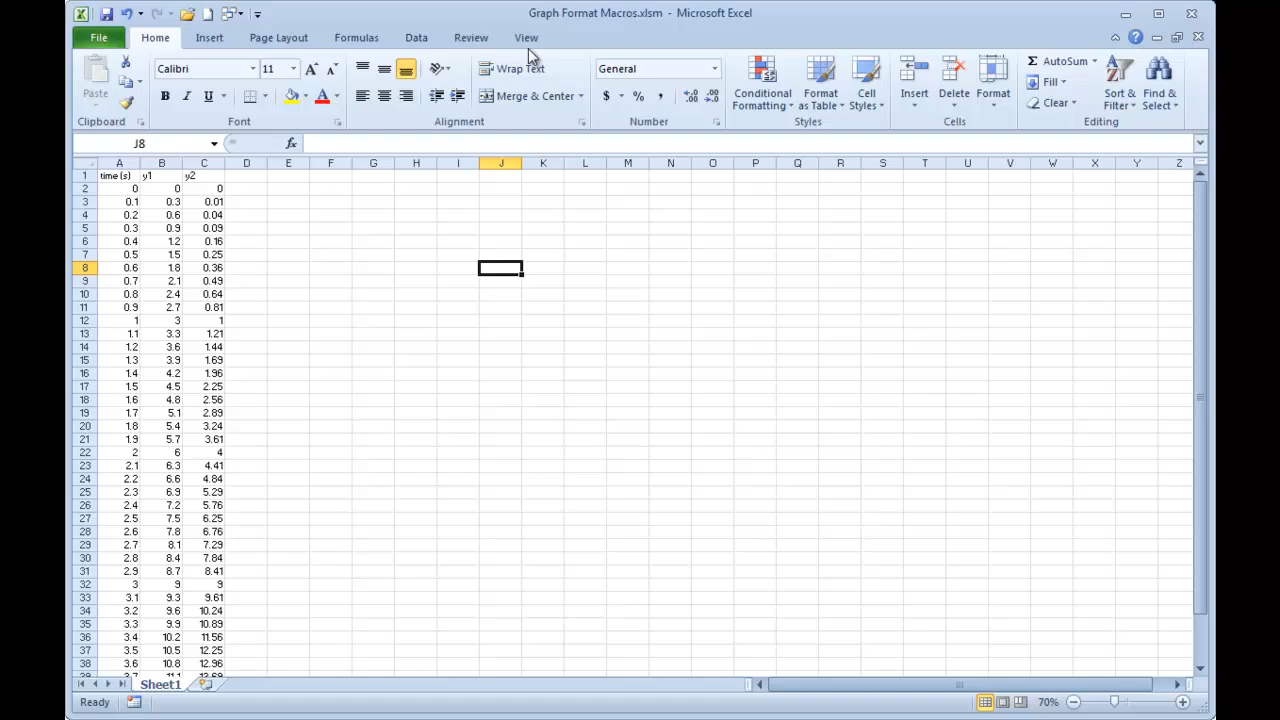 Graph Format Macros.xlsm - Microsoft Excel
File Home Insert Page Layout Formulas Data Review View
Calibri 11 Wrap Text General AutoSum
Paste B I U Merge & Center $ % , Conditional Formatting Format as Table Cell Styles Insert Delete Format Fill Clear Sort & Filter Find & Select
Clipboard Font Alignment Number Styles Cells Editing
J8 fx
A B C D E F G H I J K L M N O P Q R S T U V W X Y Z
1 time (s) y1 y2
2 0 0 0
3 0.1 0.3 0.01
4 0.2 0.6 0.04
5 0.3 0.9 0.09
6 0.4 1.2 0.16
7 0.5 1.5 0.25
8 0.6 1.8 0.36
9 0.7 2.1 0.49
10 0.8 2.4 0.64
11 0.9 2.7 0.81
12 1 3 1
13 1.1 3.3 1.21
14 1.2 3.6 1.44
15 1.3 3.9 1.69
16 1.4 4.2 1.96
17 1.5 4.5 2.25
18 1.6 4.8 2.56
19 1.7 5.1 2.89
20 1.8 5.4 3.24
21 1.9 5.7 3.61
22 2 6 4
23 2.1 6.3 4.41
24 2.2 6.6 4.84
25 2.3 6.9 5.29
26 2.4 7.2 5.76
27 2.5 7.5 6.25
28 2.6 7.8 6.76
29 2.7 8.1 7.29
30 2.8 8.4 7.84
31 2.9 8.7 8.41
32 3 9 9
33 3.1 9.3 9.61
34 3.2 9.6 10.24
35 3.3 9.9 10.89
36 3.4 10.2 11.56
37 3.5 10.5 12.25
38 3.6 10.8 12.96
39 3.7 11.1 13.69
Sheet1
Ready 70%